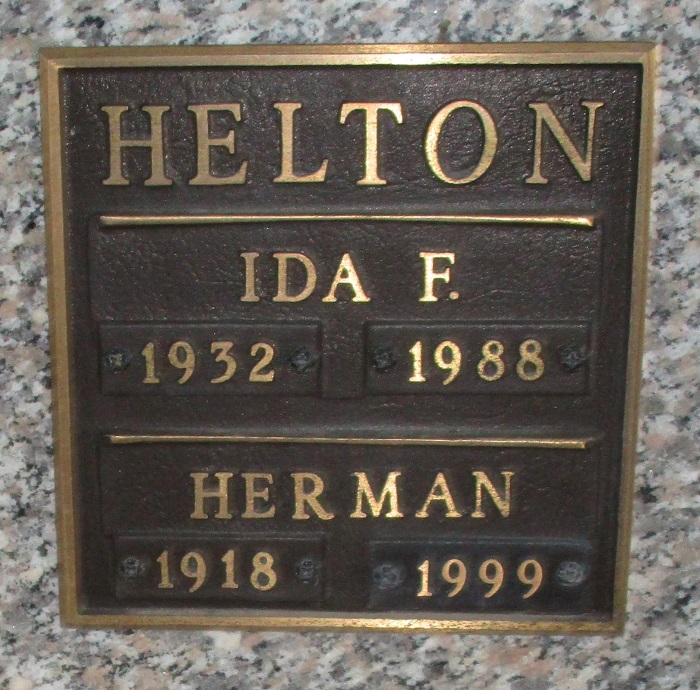 HELTON
IDA F.
1932 1988
HERMAN
1918 1999